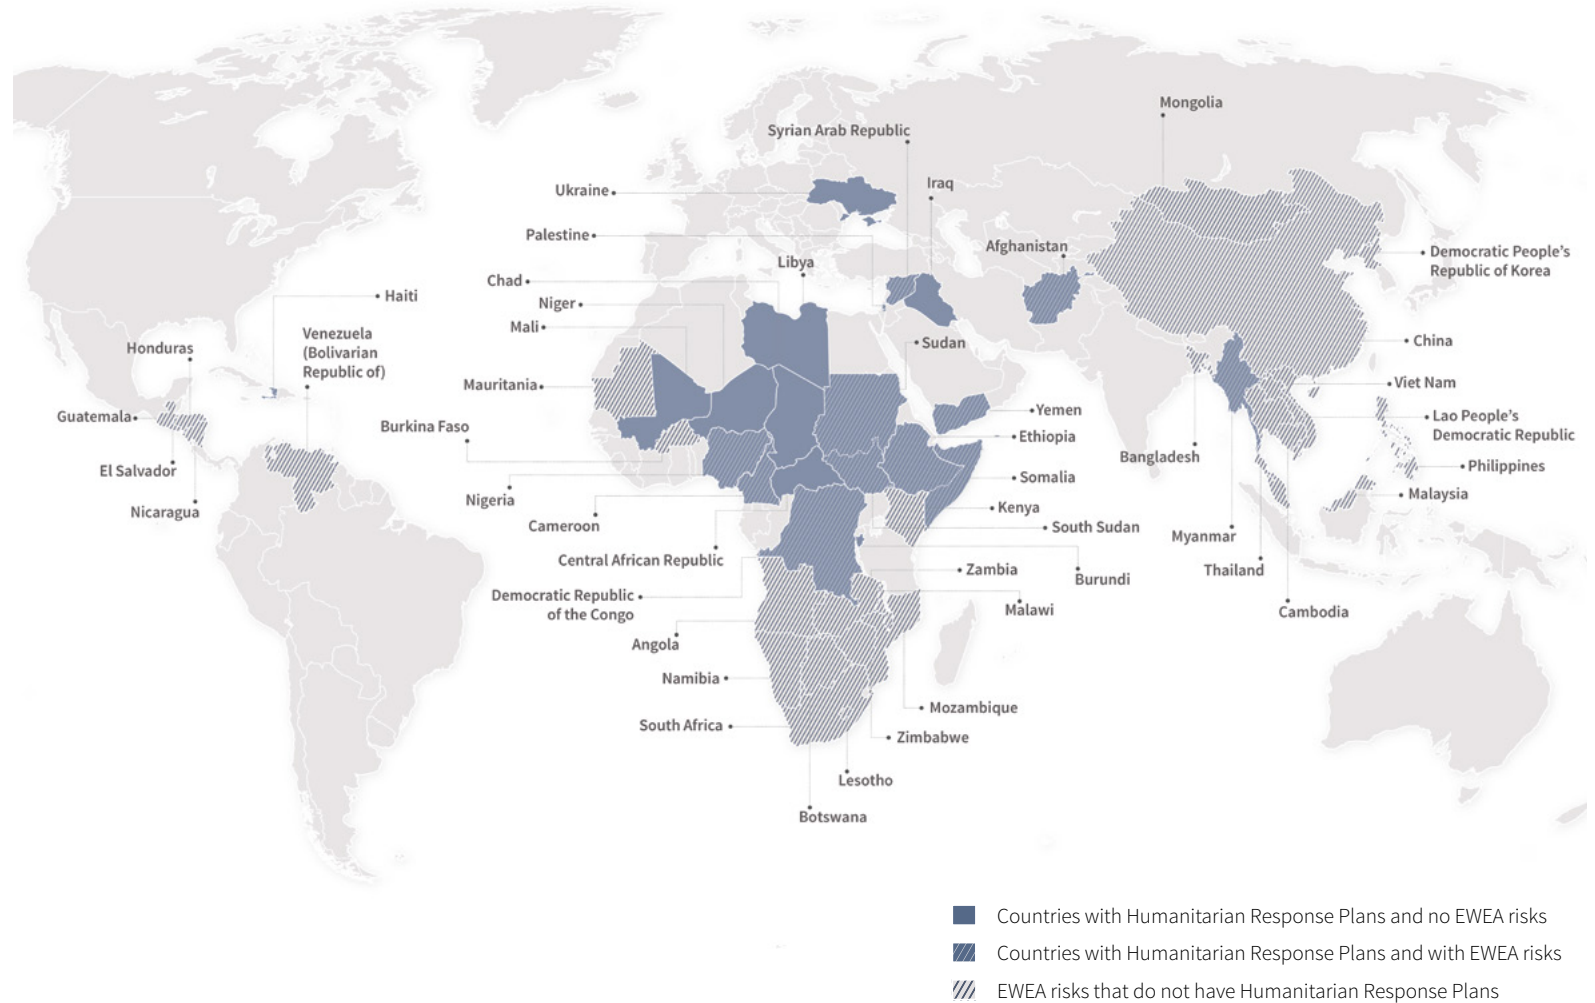 Mongolia
Syrian Arab Republic
Iraq
Ukraine
Palestine
Afghanistan
Democratic People's
Republic of Korea
Libya
Chad
Haiti
Niger
Mali
Venezuela
(Bolivarian
Republic of)
Honduras
Sudan
China
Mauritania
Viet Nam
Guatemala
Burkina Faso
Yemen
Lao People's
Democratic Republic
Ethiopia
El Salvador
Bangladesh
Philippines
Somalia
Nigeria
Malaysia
Nicaragua
Kenya
Cameroon
South Sudan
Myanmar
Central African Republic
Zambia
Thailand
Burundi
Democratic Republic
of the Congo
Malawi
Cambodia
Angola
Namibia
Mozambique
South Africa
Zimbabwe
Lesotho
Botswana
Countries with Humanitarian Response Plans and no EWEA risks
Countries with Humanitarian Response Plans and with EWEA risks
EWEA risks that do not have Humanitarian Response Plans